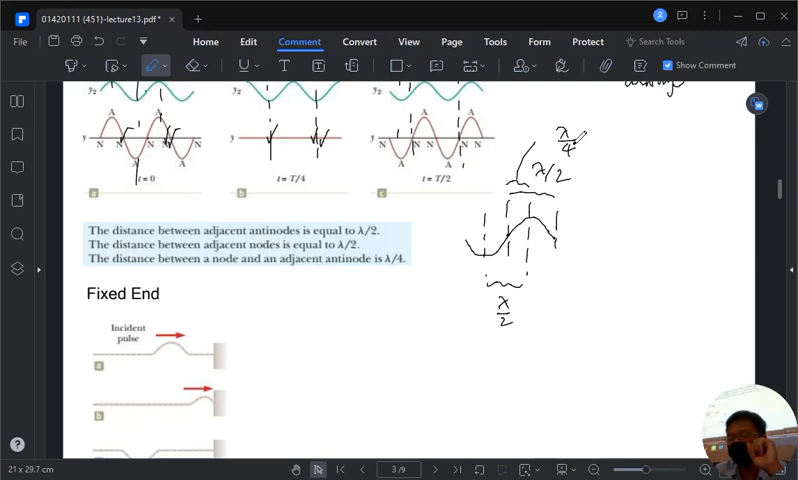 01420111 (451)-lecture13.pdf *
File
Home
Edit
Comment
Convert
View
Tools
Form
Protect
Search Tools
Show Comment
y₂
y₂
y₂
A
A
y
N
N
N
N
N
A
A
t = 0
a
y
t = T/4
b
A
A
y
N
N
N
N
N
A
A
t = T/2
c
λ/4
λ/2
λ/2
The distance between adjacent antinodes is equal to λ/2.
The distance between adjacent nodes is equal to λ/2.
The distance between a node and an adjacent antinode is λ/4.
Fixed End
Incident
pulse
a
b
21 x 29.7 cm
3 /9